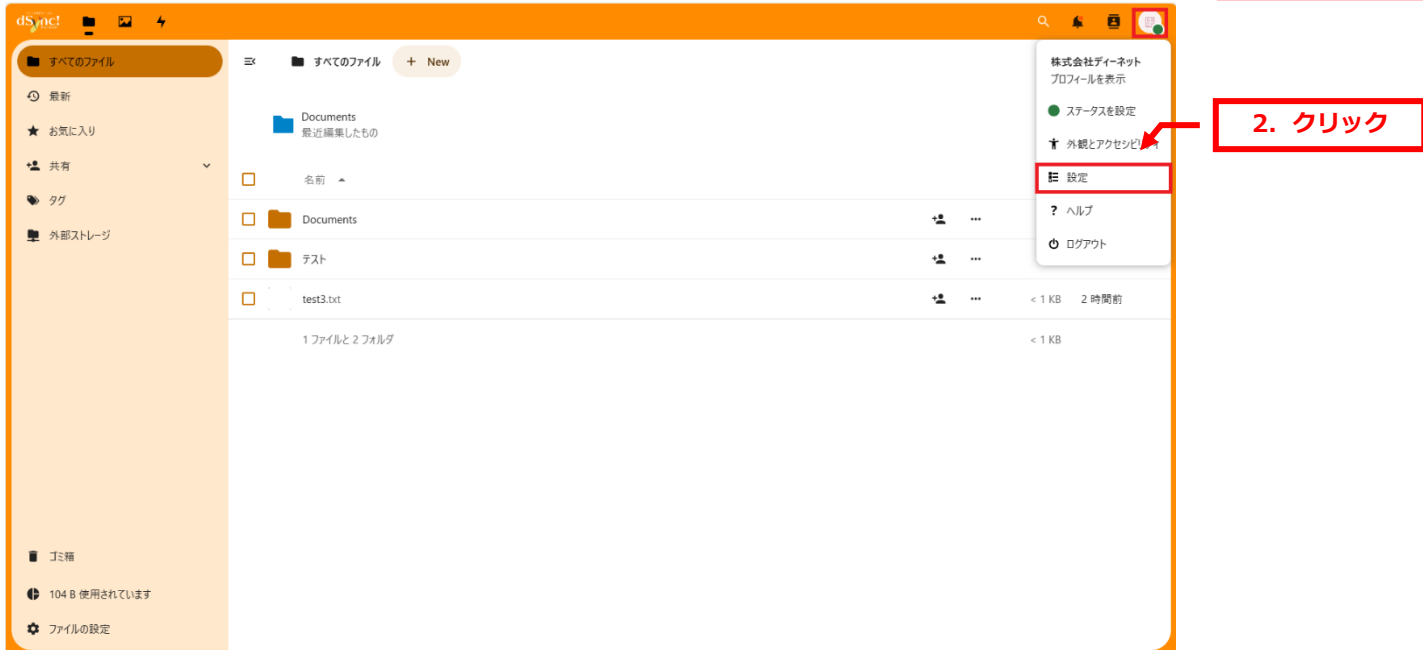 dSync!
すべてのファイル
最新
お気に入り
共有
タグ
外部ストレージ
ゴミ箱
104 B 使用されています
ファイルの設定
すべてのファイル
+ New
Documents
最近編集したもの
名前
Documents
テスト
test3.txt
< 1 KB 2 時間前
1 ファイルと 2 フォルダ
< 1 KB
株式会社ディーネット
プロフィールを表示
ステータスを設定
外観とアクセシビリティ
設定
? ヘルプ
ログアウト
2. クリック